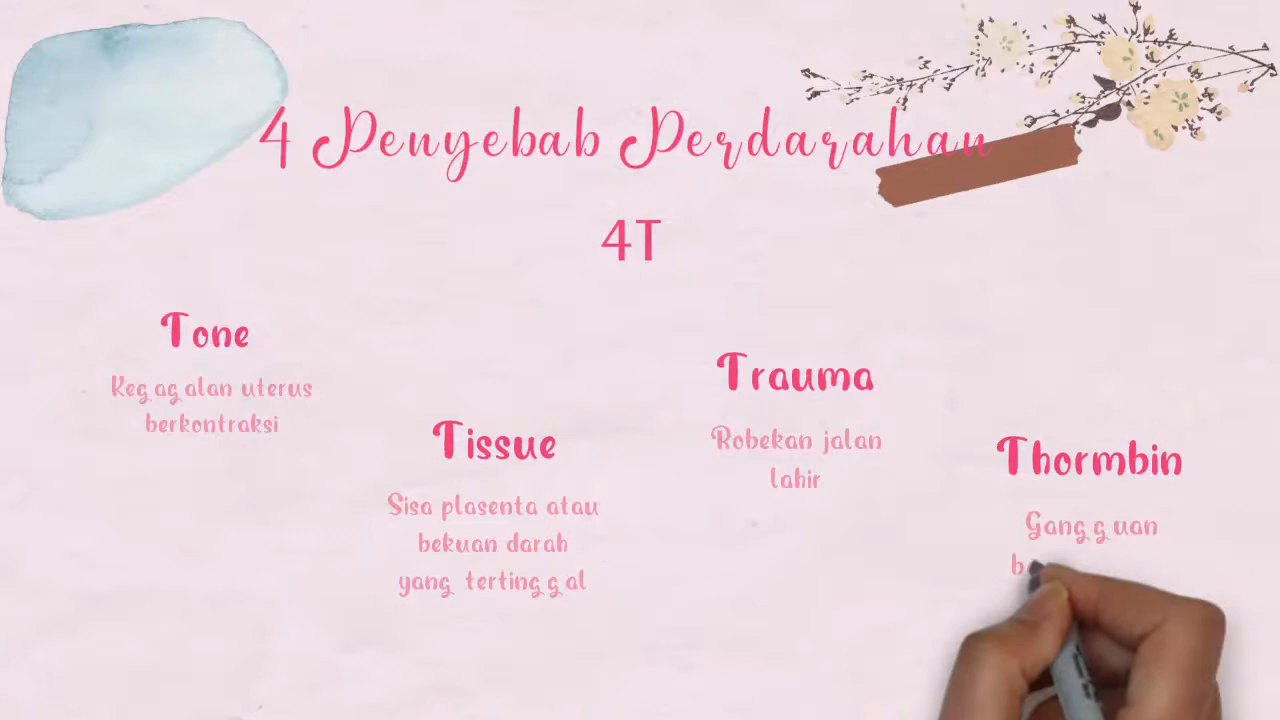 4 Penyebab Perdarahan
4T
Tone
Kegagalan uterus
berkontraksi
Tissue
Sisa plasenta atau
bekuan darah
yang tertinggal
Trauma
Robekan jalan
lahir
Thormbin
Gangguan